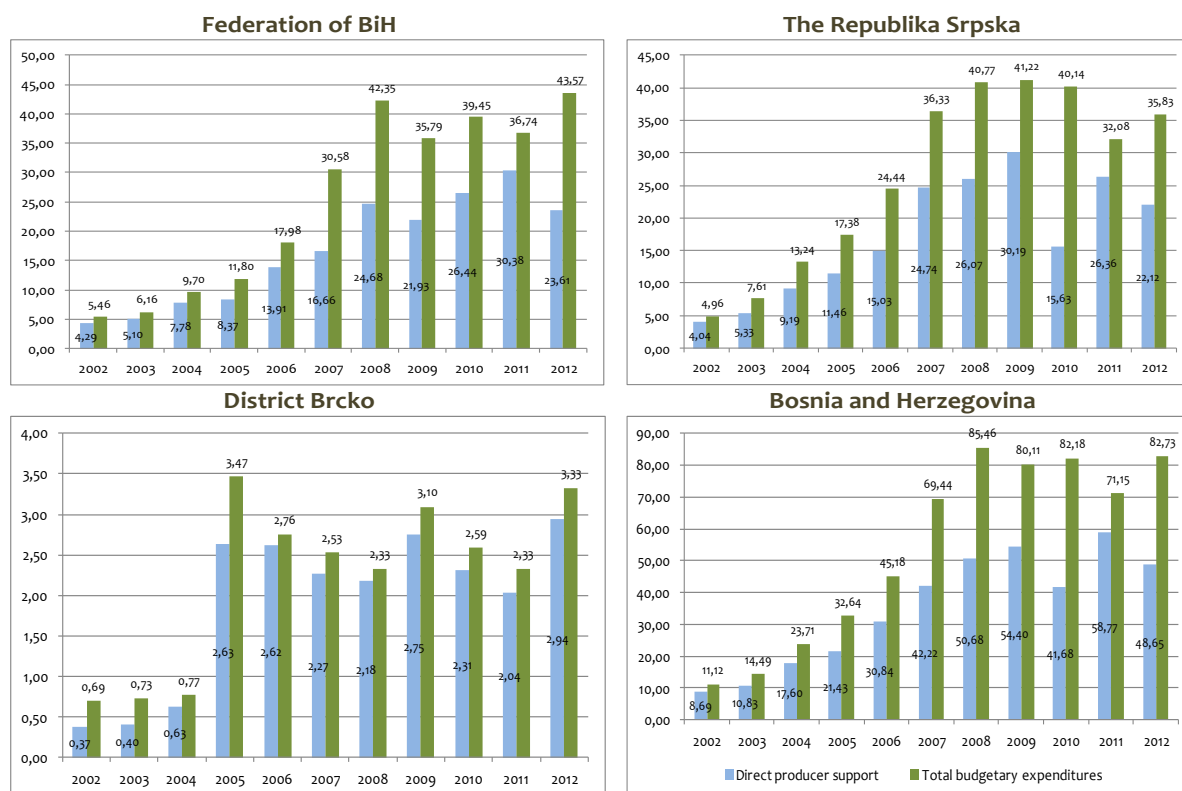 Federation of BiH
50,00
45,00
40,00
35,00
30,00
25,00
20,00
15,00
10,00
5,00
0,00
5,46 6,16 9,70 11,80 17,98 30,58 42,35 35,79 39,45 36,74 43,57
4,29 5,10 7,78 8,37 13,91 16,66 24,68 21,93 26,44 30,38 23,61
2002 2003 2004 2005 2006 2007 2008 2009 2010 2011 2012
The Republika Srpska
45,00
40,00
35,00
30,00
25,00
20,00
15,00
10,00
5,00
0,00
4,96 7,61 13,24 17,38 24,44 36,33 40,77 41,22 40,14 32,08 35,83
4,04 5,33 9,19 11,46 15,03 24,74 26,07 30,19 15,63 26,36 22,12
2002 2003 2004 2005 2006 2007 2008 2009 2010 2011 2012
District Brcko
4,00
3,50
3,00
2,50
2,00
1,50
1,00
0,50
0,00
0,69 0,73 0,77 3,47 2,76 2,53 2,33 3,10 2,59 2,33 3,33
0,37 0,40 0,63 2,63 2,62 2,27 2,18 2,75 2,31 2,04 2,94
2002 2003 2004 2005 2006 2007 2008 2009 2010 2011 2012
Bosnia and Herzegovina
90,00
80,00
70,00
60,00
50,00
40,00
30,00
20,00
10,00
0,00
11,12 14,49 23,71 32,64 45,18 69,44 85,46 80,11 82,18 71,15 82,73
8,69 10,83 17,60 21,43 30,84 42,22 50,68 54,40 41,68 58,77 48,65
2002 2003 2004 2005 2006 2007 2008 2009 2010 2011 2012
Direct producer support Total budgetary expenditures